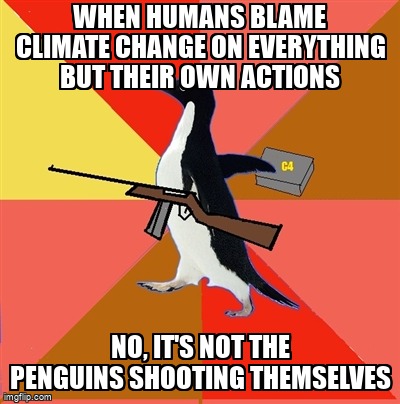 WHEN HUMANS BLAME
CLIMATE CHANGE ON EVERYTHING
BUT THEIR OWN ACTIONS
C4
NO, IT'S NOT THE
PENGUINS SHOOTING THEMSELVES
imgflip.com